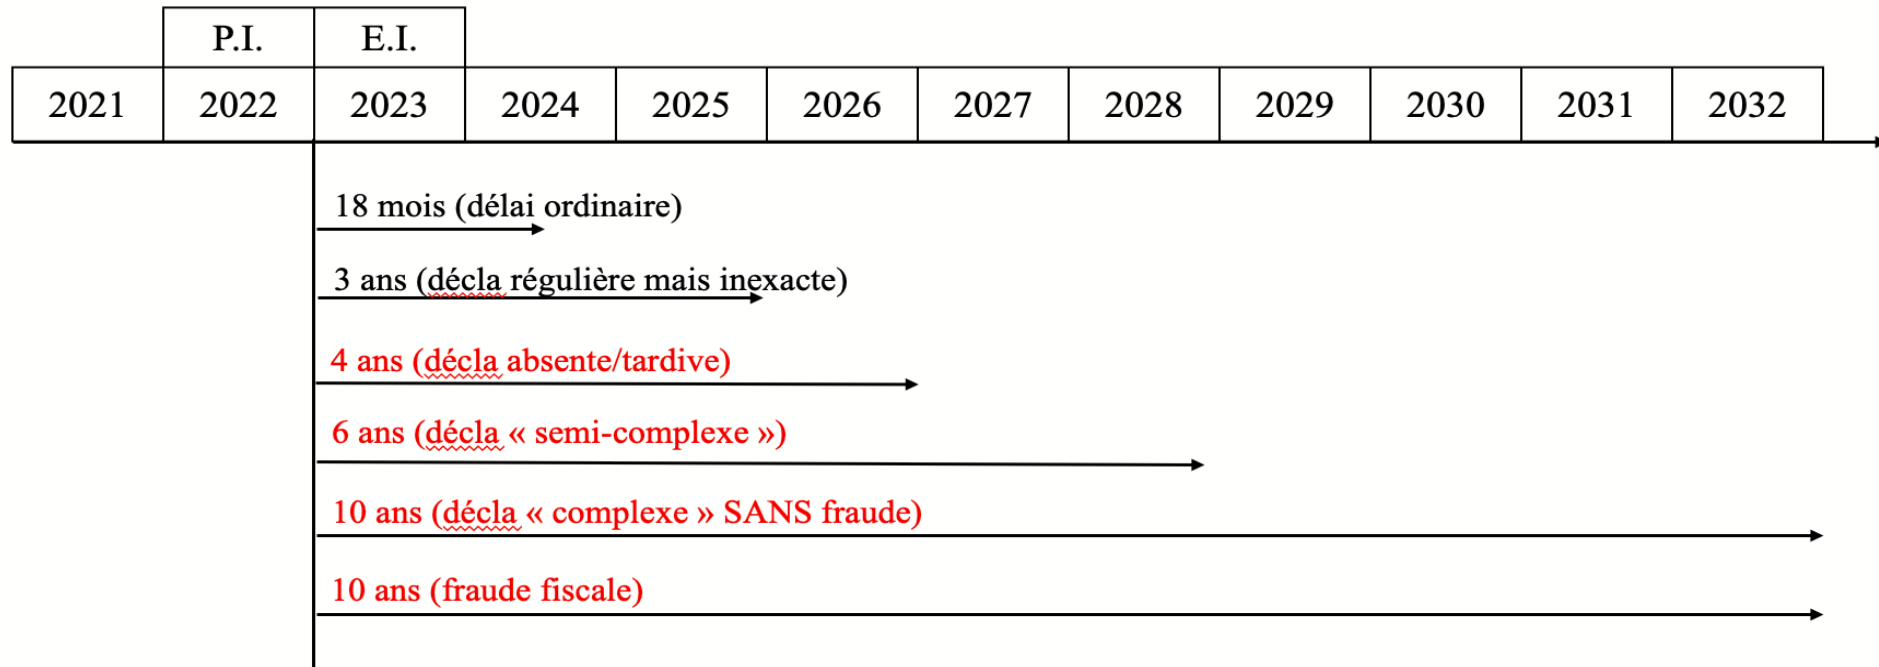 P.I. E.I.
2021 2022 2023 2024 2025 2026 2027 2028 2029 2030 2031 2032
18 mois (délai ordinaire)
3 ans (décla régulière mais inexacte)
4 ans (décla absente/tardive)
6 ans (décla « semi-complexe »)
10 ans (décla « complexe » SANS fraude)
10 ans (fraude fiscale)